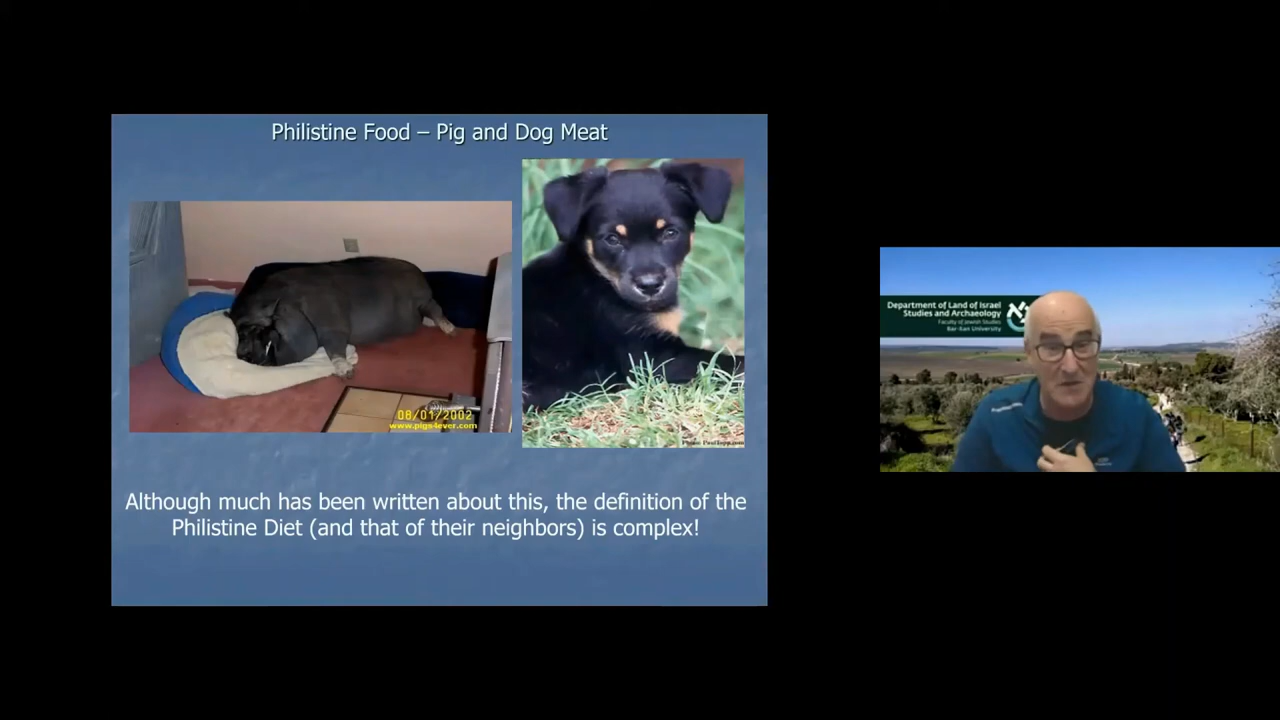 Philistine Food – Pig and Dog Meat
08/01/2002
www.pigs4ever.com
Although much has been written about this, the definition of the
Philistine Diet (and that of their neighbors) is complex!
Department of Land of Israel
Studies and Archaeology
Faculty of Jewish Studies
Bar-Ilan University